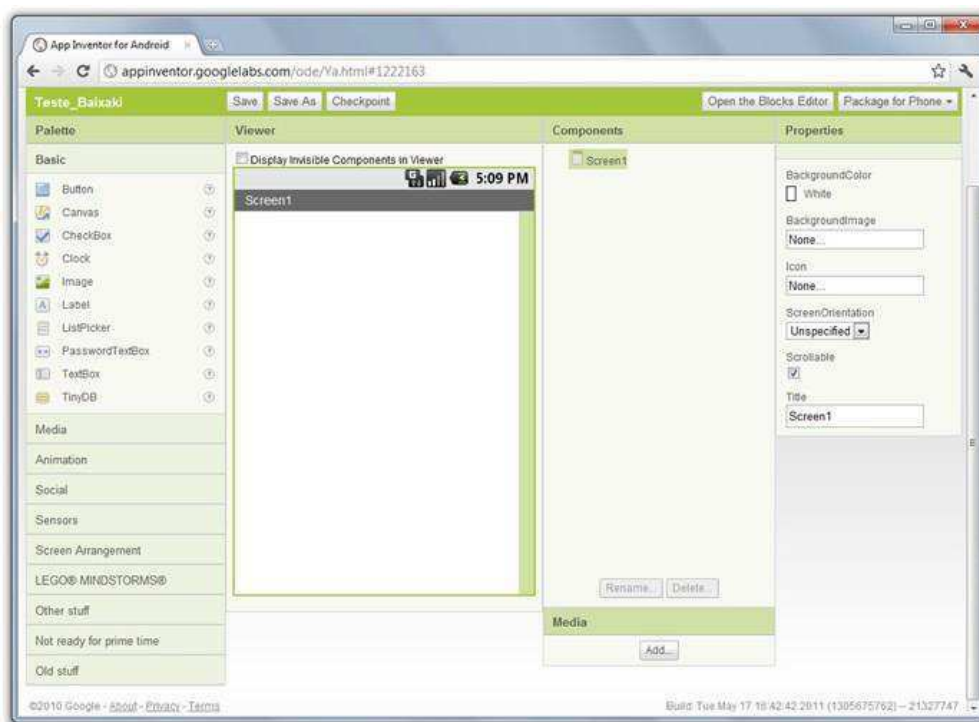 App Inventor for Android
appinventor.googlelabs.com/ode/Ya.html#1222163
Teste_Baixaki
Save
Save As
Checkpoint
Open the Blocks Editor
Package for Phone
Palette
Viewer
Components
Properties
Basic
Button
Canvas
CheckBox
Clock
Image
Label
ListPicker
PasswordTextBox
TextBox
TinyDB
Media
Animation
Social
Sensors
Screen Arrangement
LEGO® MINDSTORMS®
Other stuff
Not ready for prime time
Old stuff
Display Invisible Components in Viewer
5:09 PM
Screen1
Screen1
Rename...
Delete...
Media
Add...
BackgroundColor
White
BackgroundImage
None...
Icon
None...
ScreenOrientation
Unspecified
Scrollable
Title
Screen1
©2010 Google - About - Privacy - Terms
Build: Tue May 17 16:42:42 2011 (1305675762) -- 21327747